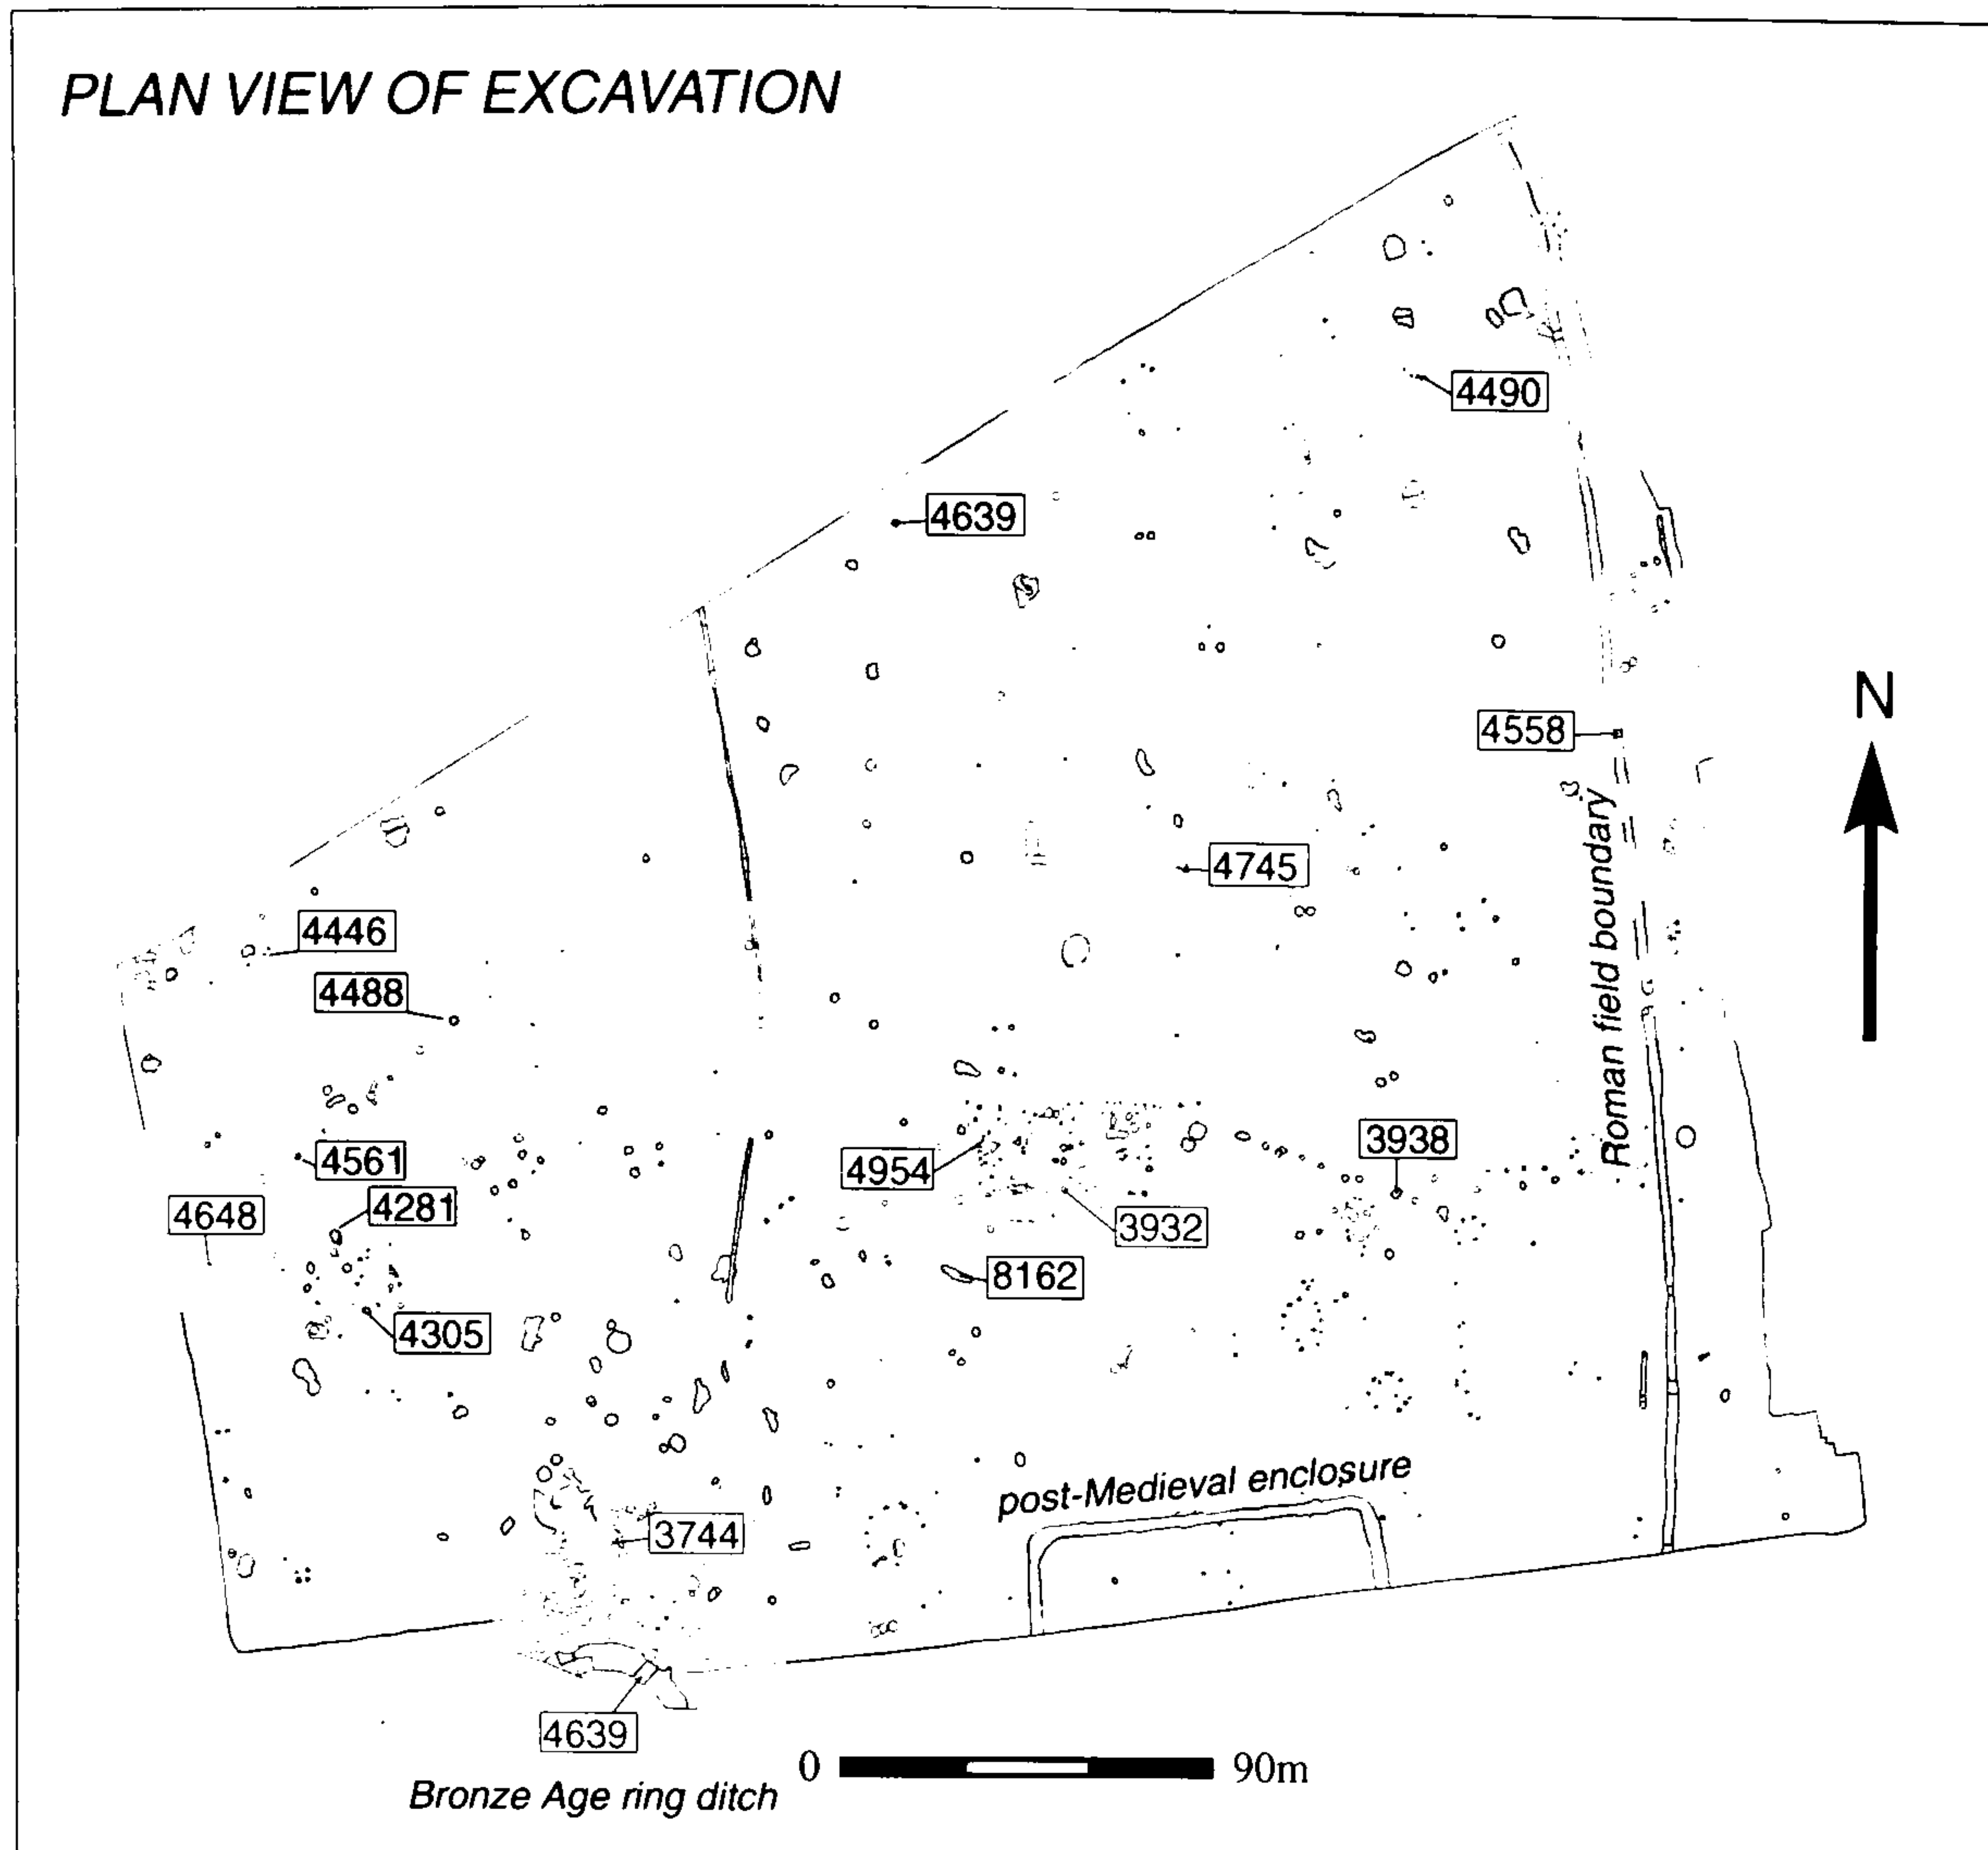 PLAN VIEW OF EXCAVATION
4490
4639
N
4558
4745
4446
4488
Roman field boundary
3938
4561
4954
4281
4648
3932
8162
4305
post-Medieval enclosure
3744
4639
0 90m
Bronze Age ring ditch